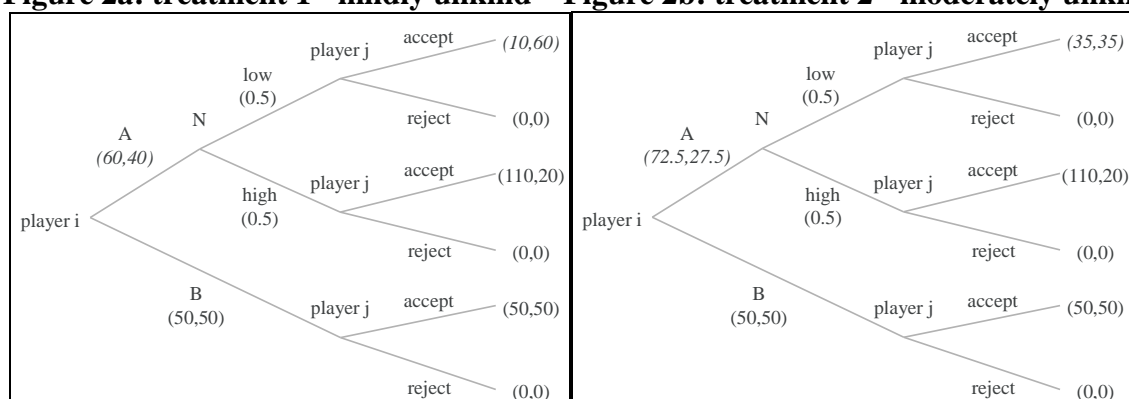 Figure 2a: treatment 1 "mildly unkind" Figure 2b: treatment 2 "moderately
player j accept (10,60)
low
(0.5)
N
reject (0,0)
A
(60,40)
player j accept (110,20)
high
(0.5)
player i
reject (0,0)
B
(50,50)
player j accept (50,50)
reject (0,0)
player j accept (35,35)
low
(0.5)
N
reject (0,0)
A
(72.5,27.5)
player j accept (110,20)
high
(0.5)
player i
reject (0,0)
B
(50,50)
player j accept (50,50)
reject (0,0)